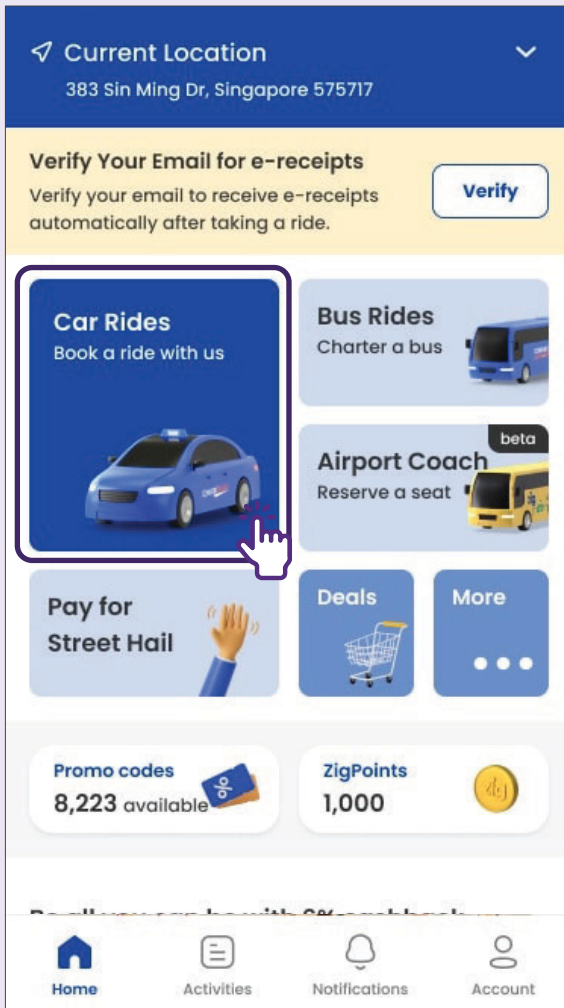 Current Location
383 Sin Ming Dr, Singapore 575717
Verify Your Email for e-receipts
Verify your email to receive e-receipts
automatically after taking a ride.
Verify
Car Rides
Book a ride with us
Bus Rides
Charter a bus
beta
Airport Coach
Reserve a seat
Pay for
Street Hail
Deals
More
Promo codes
8,223 available
ZigPoints
1,000
Home
Activities
Notifications
Account